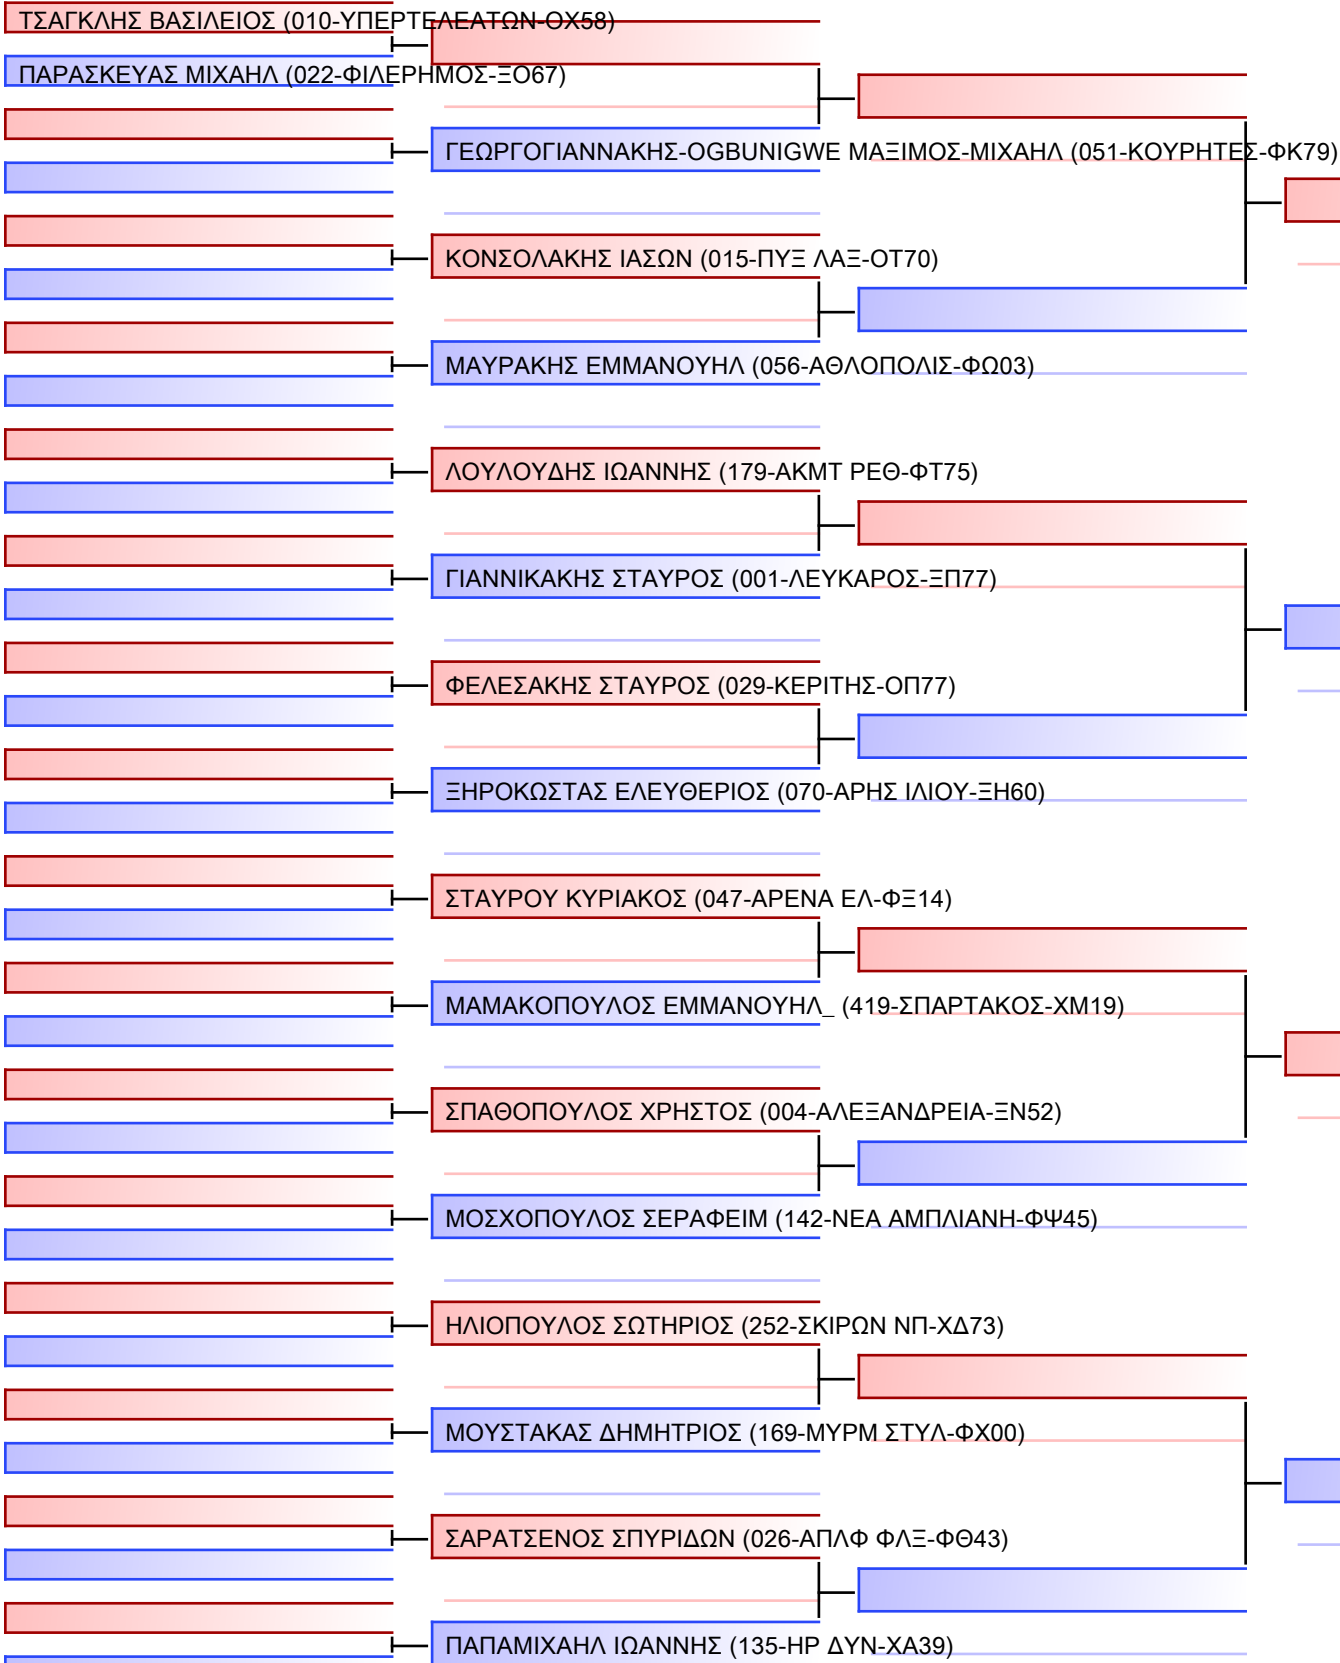 ΤΣΑΓΚΛΗΣ ΒΑΣΙΛΕΙΟΣ (010-ΥΠΕΡΤΕΛΕΑΤΩΝ-ΟΧ58)
ΠΑΡΑΣΚΕΥΑΣ ΜΙΧΑΗΛ (022-ΦΙΛΕΡΗΜΟΣ-ΞΟ67)
ΓΕΩΡΓΟΓΙΑΝΝΑΚΗΣ-OGBUNIGWE ΜΑΞΙΜΟΣ-ΜΙΧΑΗΛ (051-ΚΟΥΡΗΤΕΣ-ΦΚ79)
ΚΟΝΣΟΛΑΚΗΣ ΙΑΣΩΝ (015-ΠΥΞ ΛΑΞ-ΟΤ70)
ΜΑΥΡΑΚΗΣ ΕΜΜΑΝΟΥΗΛ (056-ΑΘΛΟΠΟΛΙΣ-ΦΩ03)
ΛΟΥΛΟΥΔΗΣ ΙΩΑΝΝΗΣ (179-ΑΚΜΤ ΡΕΘ-ΦΤ75)
ΓΙΑΝΝΙΚΑΚΗΣ ΣΤΑΥΡΟΣ (001-ΛΕΥΚΑΡΟΣ-ΞΠ77)
ΦΕΛΕΣΑΚΗΣ ΣΤΑΥΡΟΣ (029-ΚΕΡΙΤΗΣ-ΟΠ77)
ΞΗΡΟΚΩΣΤΑΣ ΕΛΕΥΘΕΡΙΟΣ (070-ΑΡΗΣ ΙΛΙΟΥ-ΞΗ60)
ΣΤΑΥΡΟΥ ΚΥΡΙΑΚΟΣ (047-ΑΡΕΝΑ ΕΛ-ΦΞ14)
ΜΑΜΑΚΟΠΟΥΛΟΣ ΕΜΜΑΝΟΥΗΛ_ (419-ΣΠΑΡΤΑΚΟΣ-ΧΜ19)
ΣΠΑΘΟΠΟΥΛΟΣ ΧΡΗΣΤΟΣ (004-ΑΛΕΞΑΝΔΡΕΙΑ-ΞΝ52)
ΜΟΣΧΟΠΟΥΛΟΣ ΣΕΡΑΦΕΙΜ (142-ΝΕΑ ΑΜΠΛΙΑΝΗ-ΦΨ45)
ΗΛΙΟΠΟΥΛΟΣ ΣΩΤΗΡΙΟΣ (252-ΣΚΙΡΩΝ ΝΠ-ΧΔ73)
ΜΟΥΣΤΑΚΑΣ ΔΗΜΗΤΡΙΟΣ (169-ΜΥΡΜ ΣΤΥΛ-ΦΧ00)
ΣΑΡΑΤΣΕΝΟΣ ΣΠΥΡΙΔΩΝ (026-ΑΠΛΦ ΦΛΞ-ΦΘ43)
ΠΑΠΑΜΙΧΑΗΛ ΙΩΑΝΝΗΣ (135-ΗΡ ΔΥΝ-ΧΑ39)